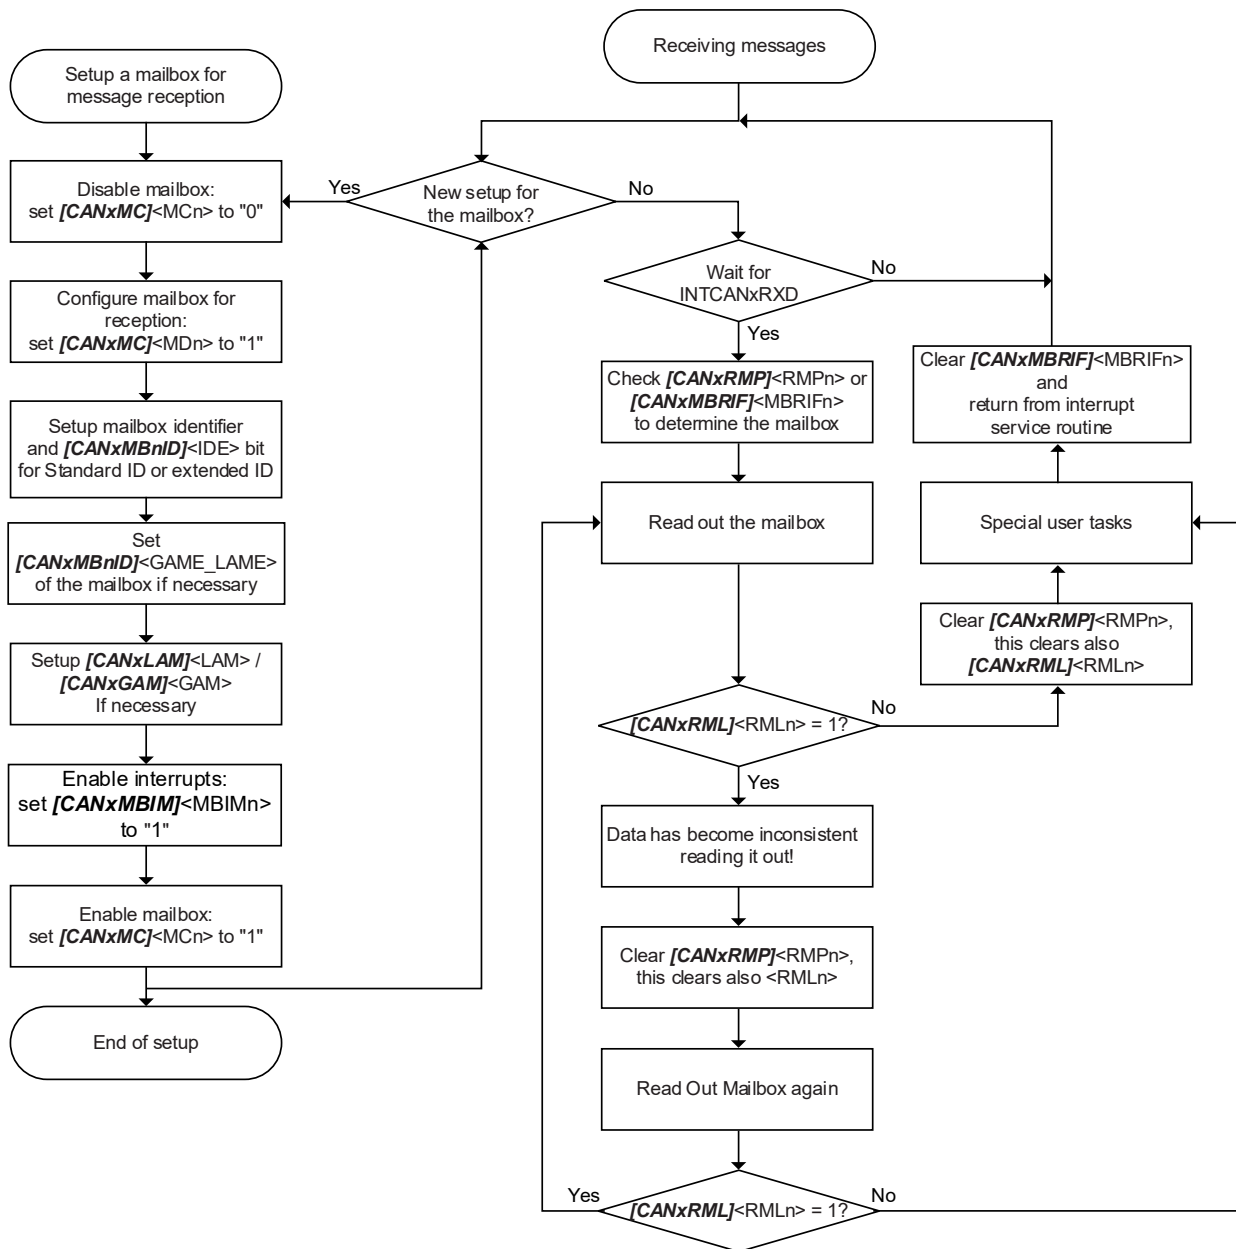 Setup a mailbox for
message reception
Disable mailbox:
set [CANxMC]<MCn> to "0"
Configure mailbox for
reception:
set [CANxMC]<MDn> to "1"
Setup mailbox identifier
and [CANxMBnID]<IDE> bit
for Standard ID or extended ID
Set
[CANxMBnID]<GAME_LAME>
of the mailbox if necessary
Setup [CANxLAM]<LAM> /
[CANxGAM]<GAM>
If necessary
Enable interrupts:
set [CANxMBIM]<MBIMn>
to "1"
Enable mailbox:
set [CANxMC]<MCn> to "1"
End of setup
Receiving messages
Yes
New setup for
the mailbox?
No
Wait for
INTCANxRXD
No
Yes
Check [CANxRMP]<RMPn> or
[CANxMBRIF]<MBRIFn>
to determine the mailbox
Read out the mailbox
[CANxRML]<RMLn> = 1?
No
Yes
Data has become inconsistent
reading it out!
Clear [CANxRMP]<RMPn>,
this clears also <RMLn>
Read Out Mailbox again
Yes
[CANxRML]<RMLn> = 1?
No
Clear [CANxMBRIF]<MBRIFn>
and
return from interrupt
service routine
Special user tasks
Clear [CANxRMP]<RMPn>,
this clears also
[CANxRML]<RMLn>